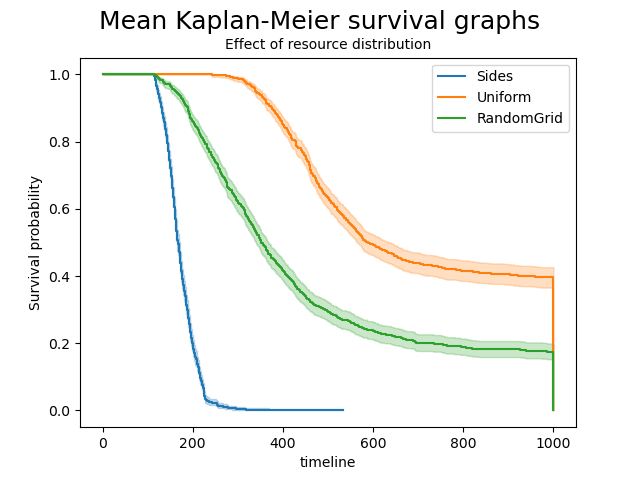 Mean Kaplan-Meier survival graphs
Effect of resource distribution
Sides
Uniform
RandomGrid
Survival probability
1.0
0.8
0.6
0.4
0.2
0.0
0 200 400 600 800 1000
timeline